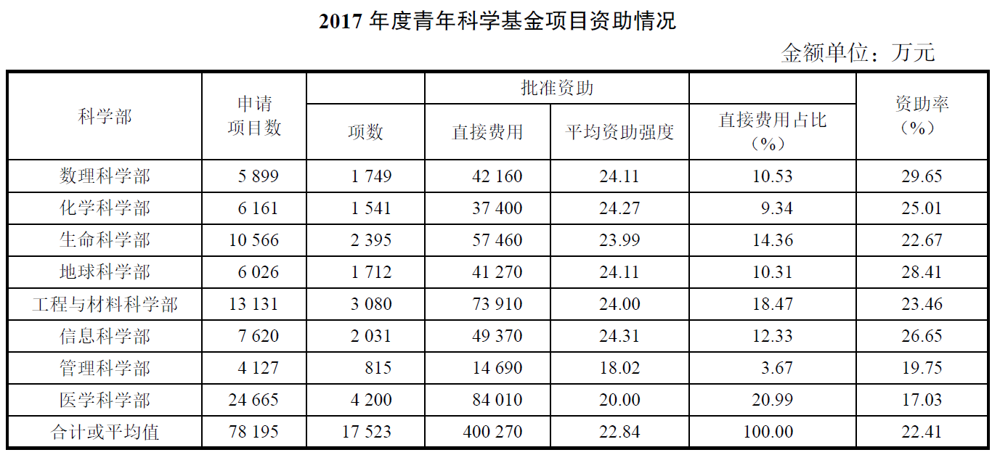 2017 年度青年科学基金项目资助情况
金额单位：万元
科学部 申请项目数 批准资助 资助率（%）
项数 直接费用 平均资助强度 直接费用占比（%）
数理科学部 5 899 1 749 42 160 24.11 10.53 29.65
化学科学部 6 161 1 541 37 400 24.27 9.34 25.01
生命科学部 10 566 2 395 57 460 23.99 14.36 22.67
地球科学部 6 026 1 712 41 270 24.11 10.31 28.41
工程与材料科学部 13 131 3 080 73 910 24.00 18.47 23.46
信息科学部 7 620 2 031 49 370 24.31 12.33 26.65
管理科学部 4 127 815 14 690 18.02 3.67 19.75
医学科学部 24 665 4 200 84 010 20.00 20.99 17.03
合计或平均值 78 195 17 523 400 270 22.84 100.00 22.41